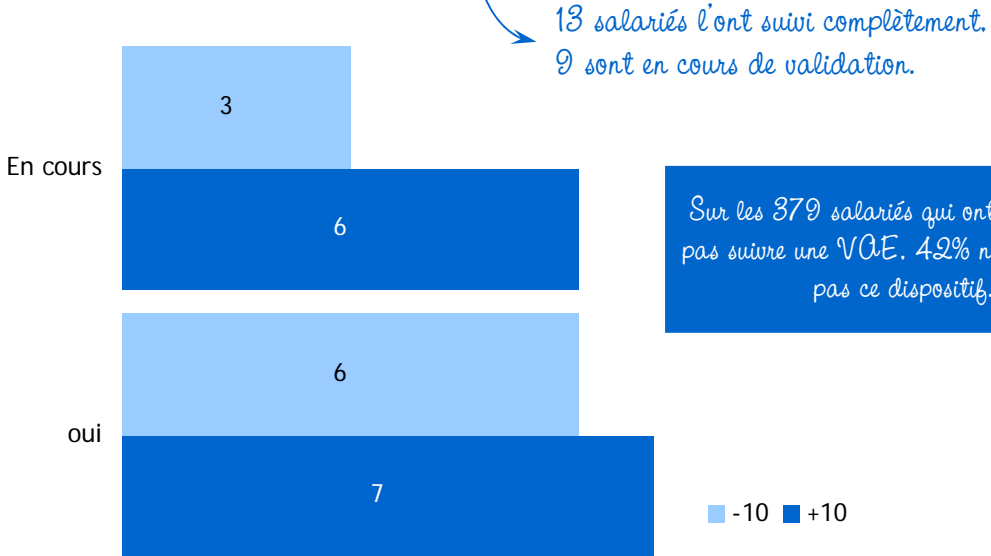 13 salariés l'ont suivi complètement.
9 sont en cours de validation.
3
En cours
6
Sur les 379 salariés qui ont
pas suivre une VAE. 42% n
pas ce dispositif.
6
oui
7
-10 +10